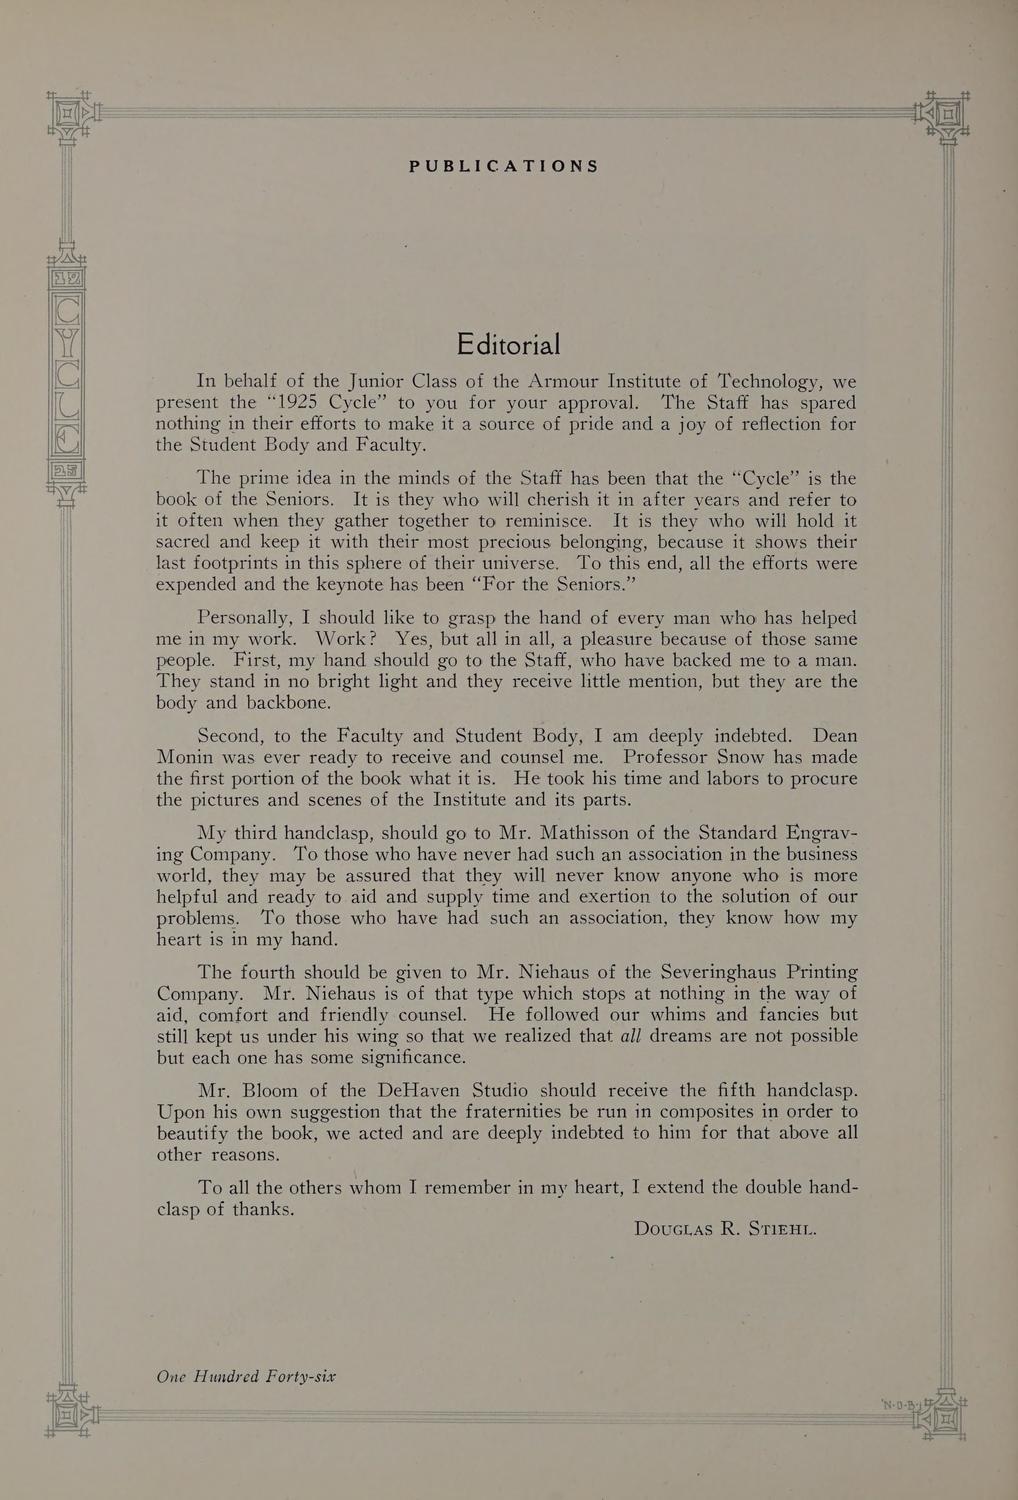 PUBLICATIONS
19
CYCLE
25
Editorial
In behalf of the Junior Class of the Armour Institute of Technology, we
present the “1925 Cycle” to you for your approval. The Staff has spared
nothing in their efforts to make it a source of pride and a joy of reflection for
the Student Body and Faculty.
The prime idea in the minds of the Staff has been that the “Cycle” is the
book of the Seniors. It is they who will cherish it in after years and refer to
it often when they gather together to reminisce. It is they who will hold it
sacred and keep it with their most precious belonging, because it shows their
last footprints in this sphere of their universe. To this end, all the efforts were
expended and the keynote has been “For the Seniors.”
Personally, I should like to grasp the hand of every man who has helped
me in my work. Work? Yes, but all in all, a pleasure because of those same
people. First, my hand should go to the Staff, who have backed me to a man.
They stand in no bright light and they receive little mention, but they are the
body and backbone.
Second, to the Faculty and Student Body, I am deeply indebted. Dean
Monin was ever ready to receive and counsel me. Professor Snow has made
the first portion of the book what it is. He took his time and labors to procure
the pictures and scenes of the Institute and its parts.
My third handclasp, should go to Mr. Mathisson of the Standard Engrav-
ing Company. To those who have never had such an association in the business
world, they may be assured that they will never know anyone who is more
helpful and ready to aid and supply time and exertion to the solution of our
problems. To those who have had such an association, they know how my
heart is in my hand.
The fourth should be given to Mr. Niehaus of the Severinghaus Printing
Company. Mr. Niehaus is of that type which stops at nothing in the way of
aid, comfort and friendly counsel. He followed our whims and fancies but
still kept us under his wing so that we realized that all dreams are not possible
but each one has some significance.
Mr. Bloom of the DeHaven Studio should receive the fifth handclasp.
Upon his own suggestion that the fraternities be run in composites in order to
beautify the book, we acted and are deeply indebted to him for that above all
other reasons.
To all the others whom I remember in my heart, I extend the double hand-
clasp of thanks.
Douglas R. Stiehl.
One Hundred Forty-six